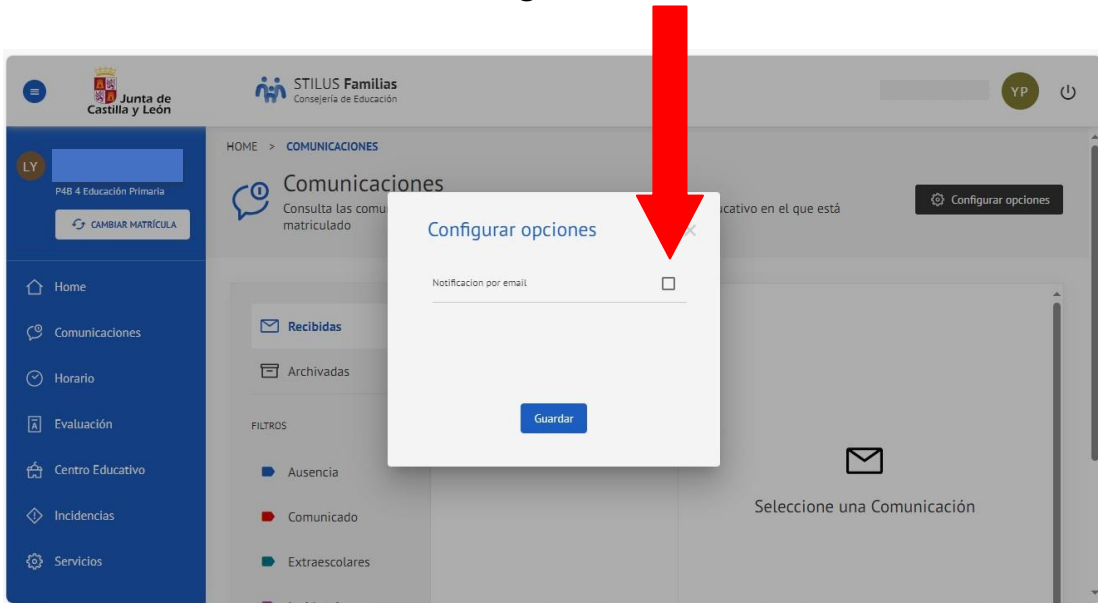 Junta de
Castilla y León
STILUS Familias
Consejería de Educación
YP
LY
P4B 4 Educación Primaria
CAMBIAR MATRÍCULA
Home
Comunicaciones
Horario
Evaluación
Centro Educativo
Incidencias
Servicios
HOME > COMUNICACIONES
Comunicaciones
Consulta las comu
ucativo en el que está
matriculado
Configurar opciones
Configurar opciones
×
Notificacion por email
Guardar
Recibidas
Archivadas
FILTROS
Ausencia
Comunicado
Extraescolares
Seleccione una Comunicación